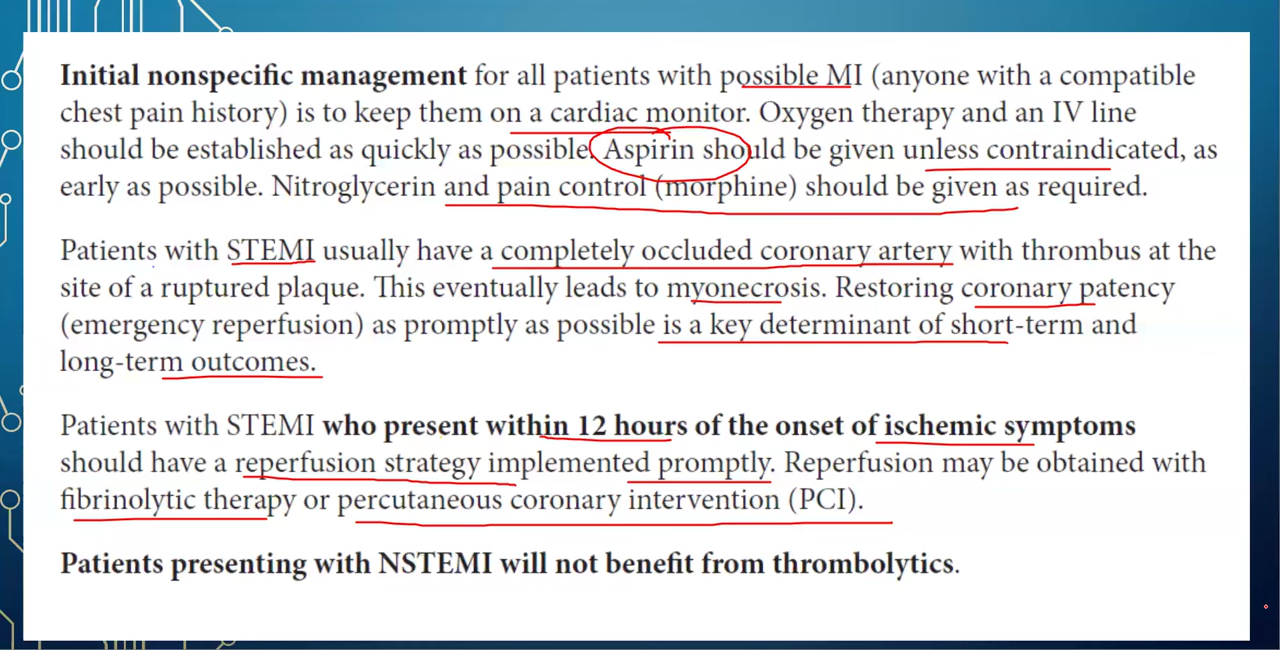 Initial nonspecific management for all patients with possible MI (anyone with a compatible
chest pain history) is to keep them on a cardiac monitor. Oxygen therapy and an IV line
should be established as quickly as possible. Aspirin should be given unless contraindicated, as
early as possible. Nitroglycerin and pain control (morphine) should be given as required.
Patients with STEMI usually have a completely occluded coronary artery with thrombus at the
site of a ruptured plaque. This eventually leads to myonecrosis. Restoring coronary patency
(emergency reperfusion) as promptly as possible is a key determinant of short-term and
long-term outcomes.
Patients with STEMI who present within 12 hours of the onset of ischemic symptoms
should have a reperfusion strategy implemented promptly. Reperfusion may be obtained with
fibrinolytic therapy or percutaneous coronary intervention (PCI).
Patients presenting with NSTEMI will not benefit from thrombolytics.